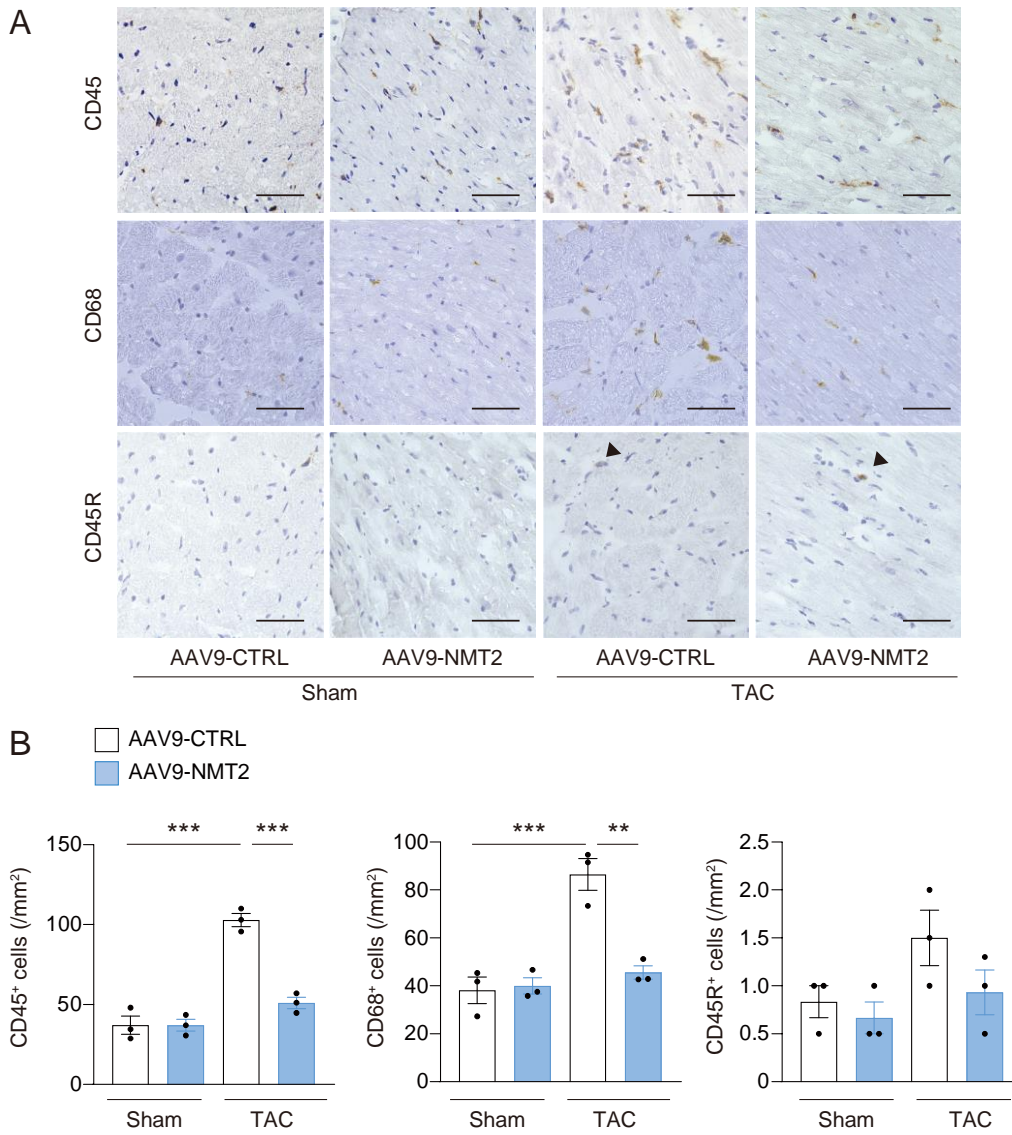 A
CD45
CD68
CD45R
AAV9-CTRL AAV9-NMT2 AAV9-CTRL AAV9-NMT2
Sham TAC
B
AAV9-CTRL
AAV9-NMT2
CD45⁺ cells (/mm²)
150
100
50
0
*** ***
Sham TAC
CD68⁺ cells (/mm²)
100
80
60
40
20
0
*** **
Sham TAC
CD45R⁺ cells (/mm²)
2.5
2.0
1.5
1.0
0.5
0
Sham TAC